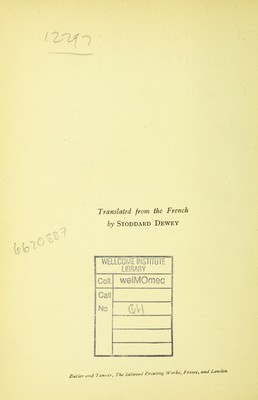 12297
Translated from the French
by STODDARD DEWEY
6620887
WELLCOME INSTITUTE
LIBRARY
Coll. welMOmec
Call
No. QH
Butler and Tanner, The Selwood Printing Works, Frome, and London